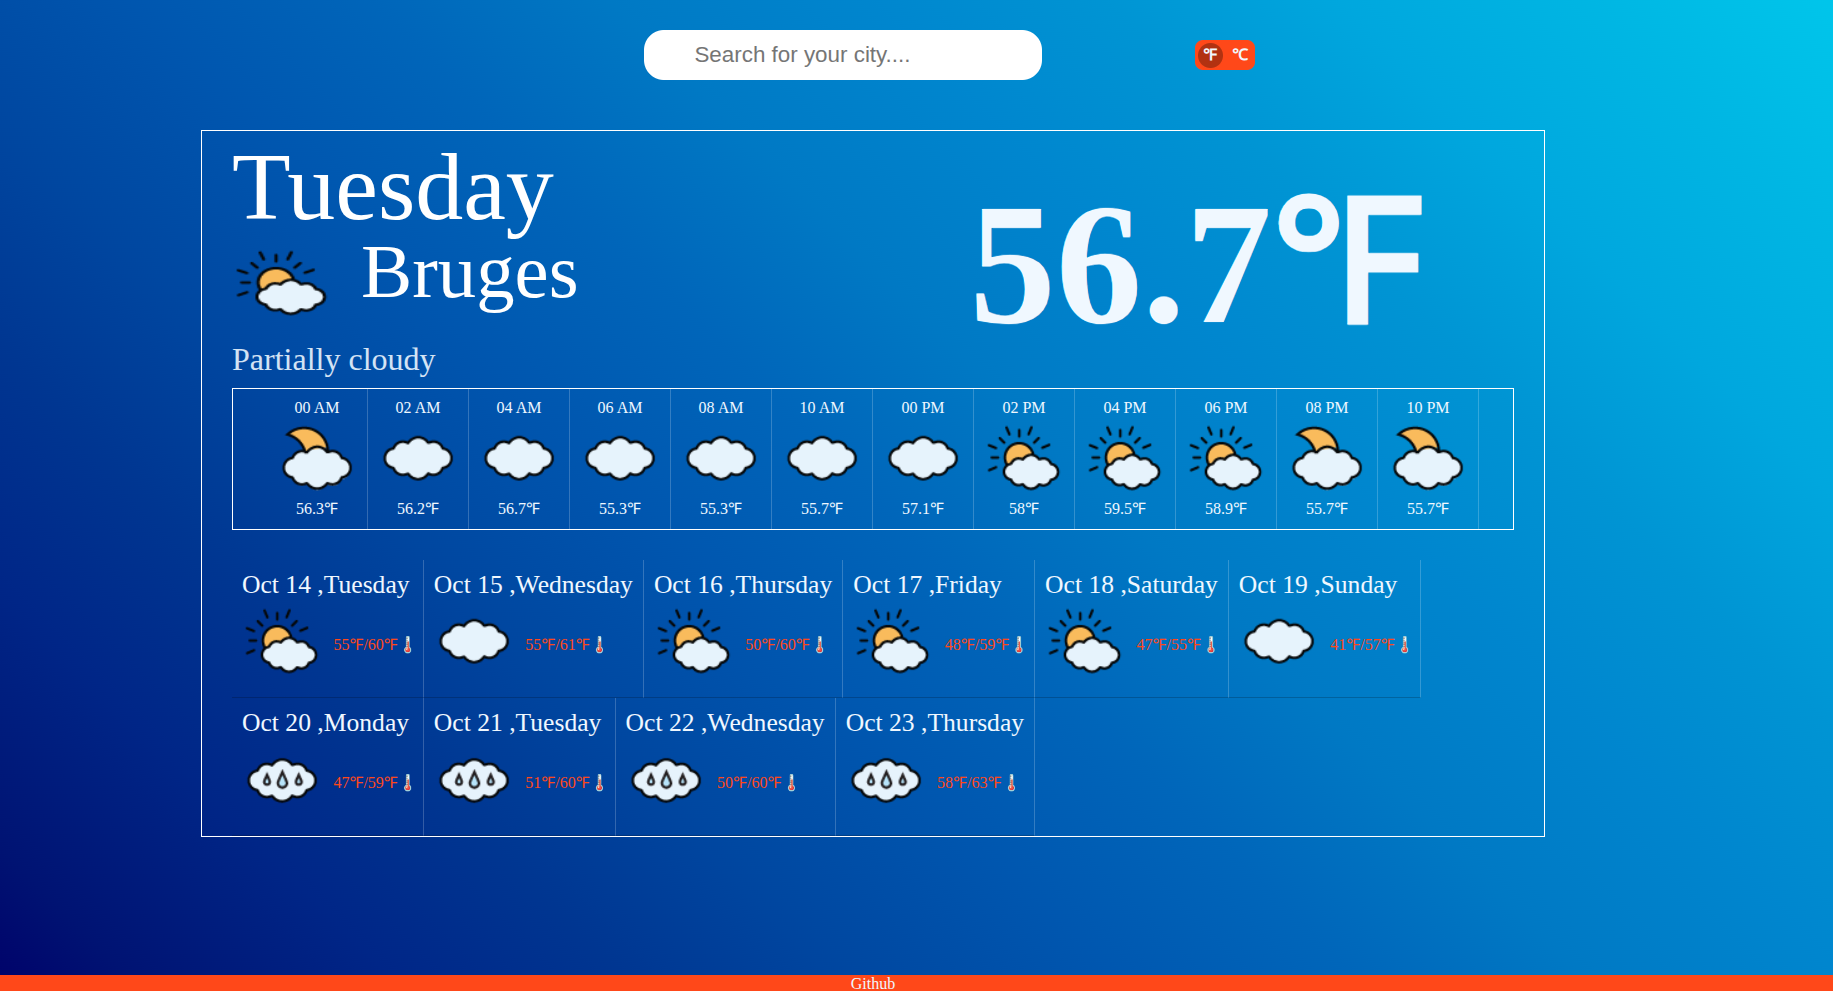 Search for your city....
℉ ℃
Tuesday
Bruges
56.7℉
Partially cloudy
00 AM 02 AM 04 AM 06 AM 08 AM 10 AM 00 PM 02 PM 04 PM 06 PM 08 PM 10 PM
56.3℉ 56.2℉ 56.7℉ 55.3℉ 55.3℉ 55.7℉ 57.1℉ 58℉ 59.5℉ 58.9℉ 55.7℉ 55.7℉
Oct 14 ,Tuesday Oct 15 ,Wednesday Oct 16 ,Thursday Oct 17 ,Friday Oct 18 ,Saturday Oct 19 ,Sunday
55℉/60℉🌡 55℉/61℉🌡 50℉/60℉🌡 48℉/59℉🌡 47℉/55℉🌡 41℉/57℉🌡
Oct 20 ,Monday Oct 21 ,Tuesday Oct 22 ,Wednesday Oct 23 ,Thursday
47℉/59℉🌡 51℉/60℉🌡 50℉/60℉🌡 58℉/63℉🌡
Github